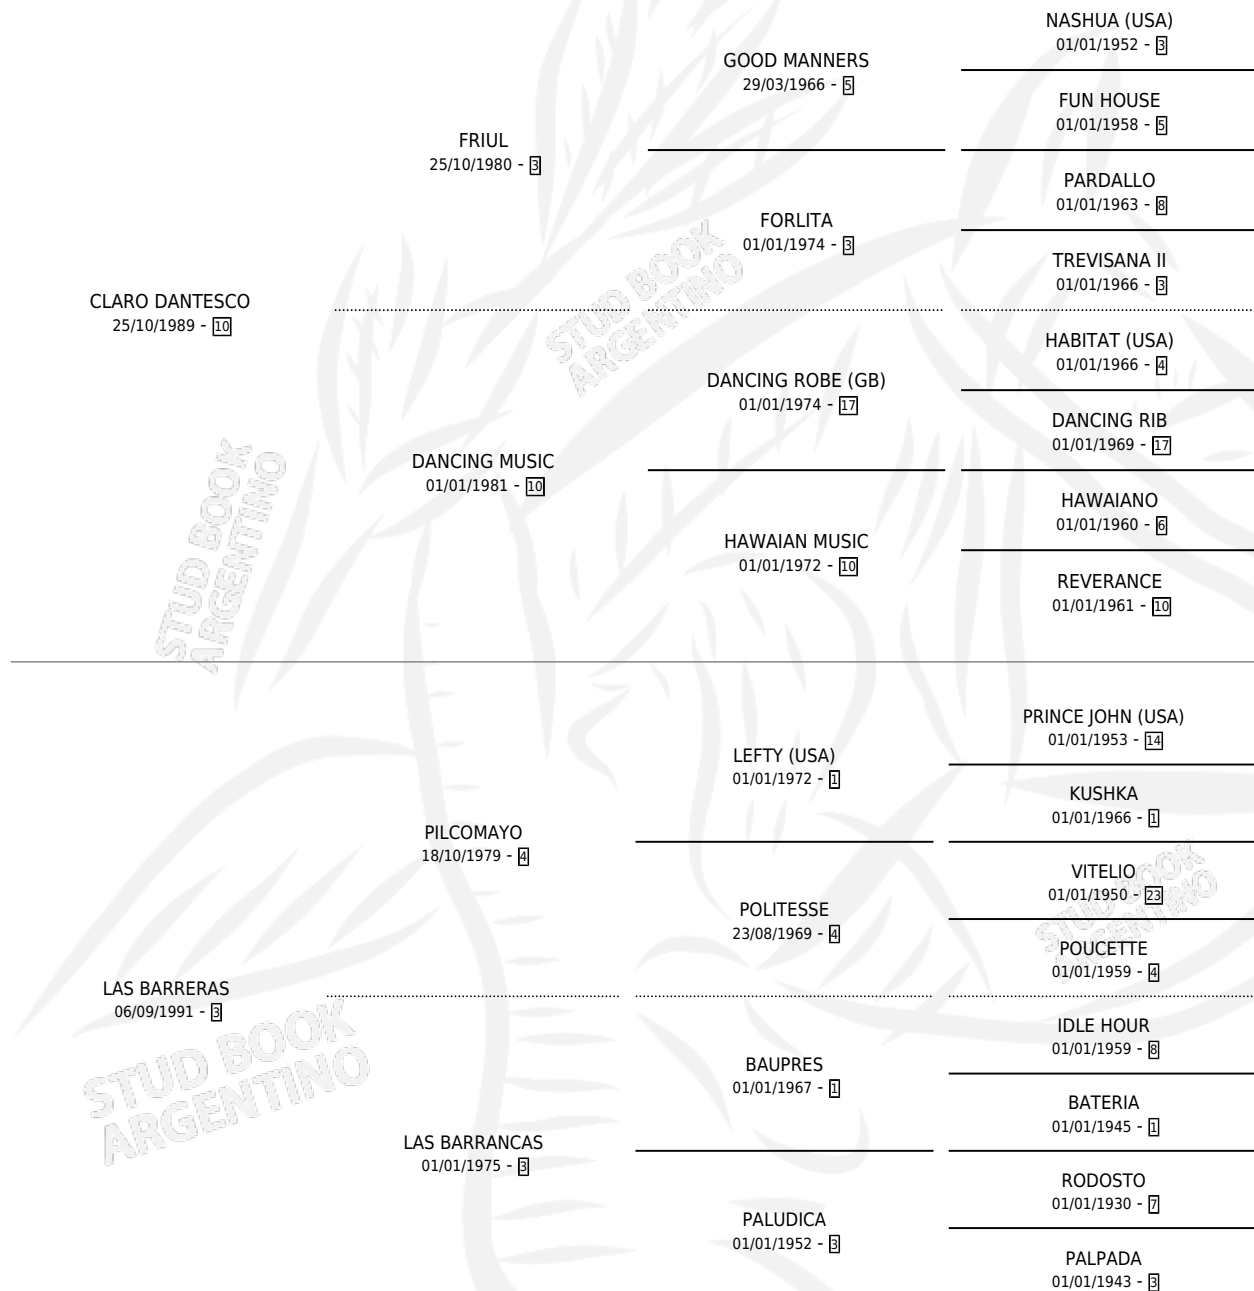 NASHUA (USA)
01/01/1952 - 3
GOOD MANNERS
29/03/1966 - 5
FUN HOUSE
01/01/1958 - 5
FRIUL
25/10/1980 - 3
PARDALLO
01/01/1963 - 8
FORLITA
01/01/1974 - 3
TREVISANA II
01/01/1966 - 3
CLARO DANTESCO
25/10/1989 - 10
HABITAT (USA)
01/01/1966 - 4
DANCING ROBE (GB)
01/01/1974 - 17
DANCING RIB
01/01/1969 - 17
DANCING MUSIC
01/01/1981 - 10
HAWAIANO
01/01/1960 - 6
HAWAIAN MUSIC
01/01/1972 - 10
REVERANCE
01/01/1961 - 10
PRINCE JOHN (USA)
01/01/1953 - 14
LEFTY (USA)
01/01/1972 - 1
KUSHKA
01/01/1966 - 1
PILCOMAYO
18/10/1979 - 4
VITELIO
01/01/1950 - 23
POLITESSE
23/08/1969 - 4
POUCETTE
01/01/1959 - 4
LAS BARRERAS
06/09/1991 - 3
IDLE HOUR
01/01/1959 - 8
BAUPRES
01/01/1967 - 1
BATERIA
01/01/1945 - 1
LAS BARRANCAS
01/01/1975 - 3
RODOSTO
01/01/1930 - 7
PALUDICA
01/01/1952 - 3
PALPADA
01/01/1943 - 3
STUD BOOK
ARGENTINO
STUD BOOK
ARGENTINO
STUD BOOK
ARGENTINO
STUD BOOK
ARGENTINO